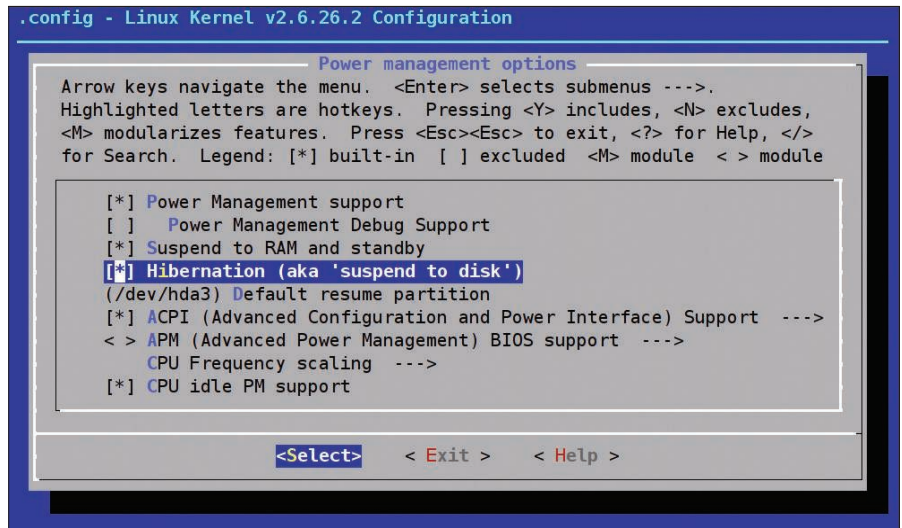 .config - Linux Kernel v2.6.26.2 Configuration
Power management options
Arrow keys navigate the menu.  <Enter> selects submenus --->.
Highlighted letters are hotkeys.  Pressing <Y> includes, <N> excludes,
<M> modularizes features.  Press <Esc><Esc> to exit, <?> for Help, </>
for Search.  Legend: [*] built-in  [ ] excluded  <M> module  < > module
[*] Power Management support
[ ]   Power Management Debug Support
[*] Suspend to RAM and standby
[*] Hibernation (aka 'suspend to disk')
(/dev/hda3) Default resume partition
[*] ACPI (Advanced Configuration and Power Interface) Support  --->
< > APM (Advanced Power Management) BIOS support  --->
CPU Frequency scaling  --->
[*] CPU idle PM support
<Select>    < Exit >    < Help >